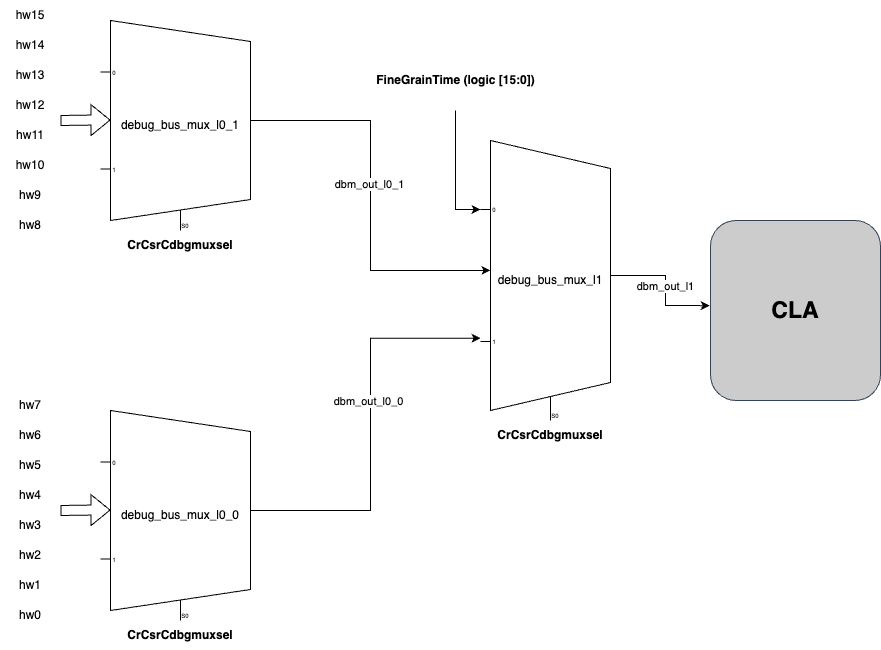 hw15
hw14
hw13
hw12
hw11
hw10
hw9
hw8
0
debug_bus_mux_l0_1
1
S0
CrCsrCdbgmuxsel
FineGrainTime (logic [15:0])
dbm_out_l0_1
0
debug_bus_mux_l1
1
S0
CrCsrCdbgmuxsel
dbm_out_l1
CLA
dbm_out_l0_0
hw7
hw6
hw5
hw4
hw3
hw2
hw1
hw0
0
debug_bus_mux_l0_0
1
S0
CrCsrCdbgmuxsel